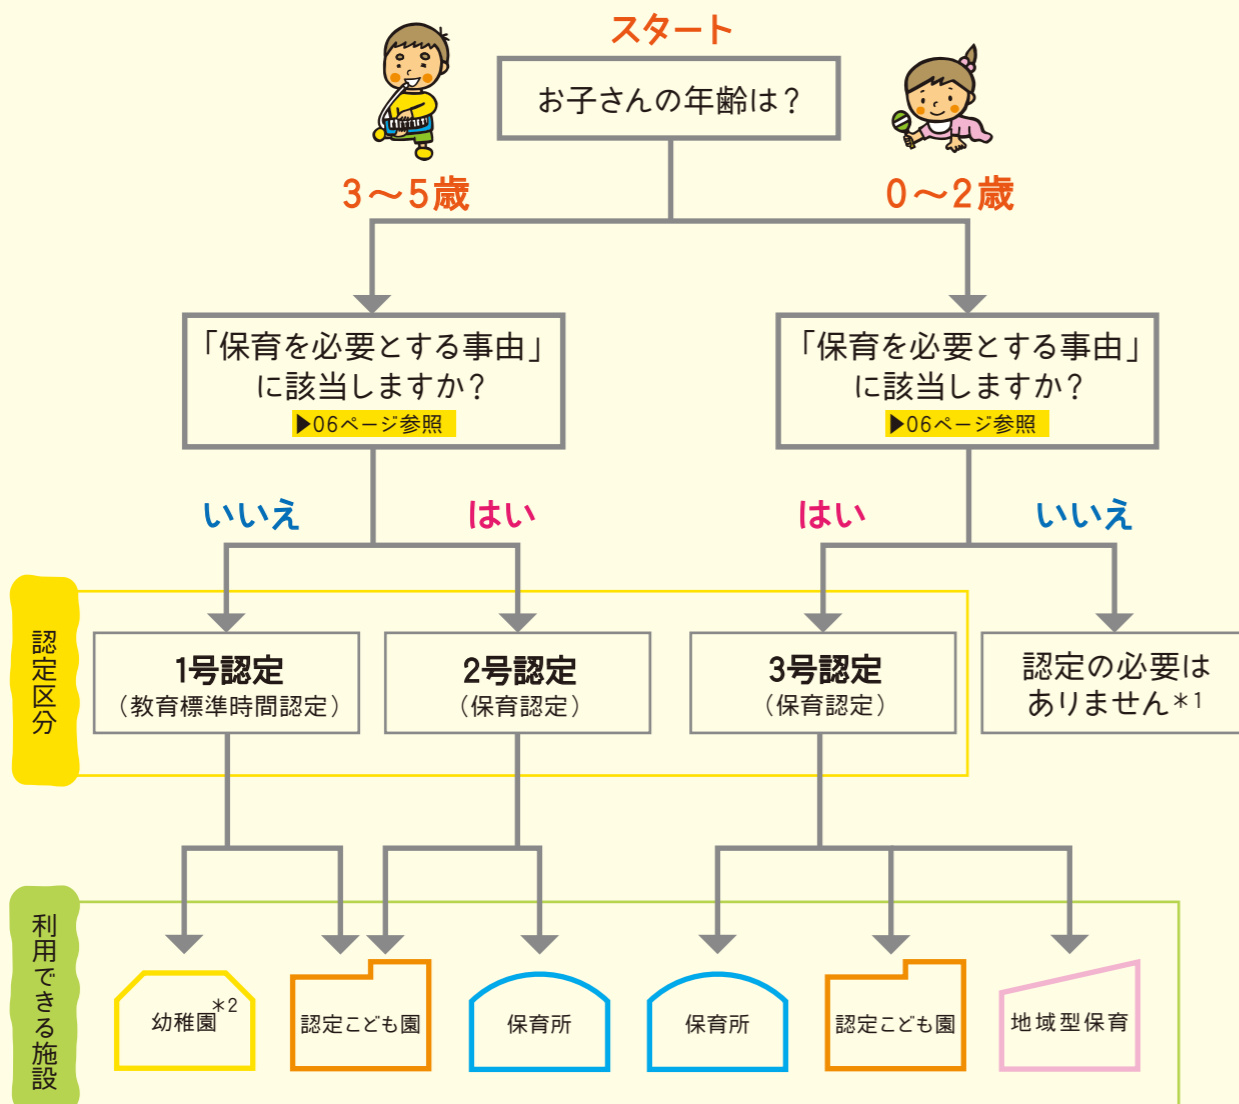 スタート
お子さんの年齢は?
3〜5歳
0〜2歳
「保育を必要とする事由」
に該当しますか?
▶06ページ参照
「保育を必要とする事由」
に該当しますか?
▶06ページ参照
いいえ
はい
はい
いいえ
認定区分
1号認定
(教育標準時間認定)
2号認定
(保育認定)
3号認定
(保育認定)
認定の必要は
ありません*1
利用できる施設
幼稚園*2
認定こども園
保育所
保育所
認定こども園
地域型保育